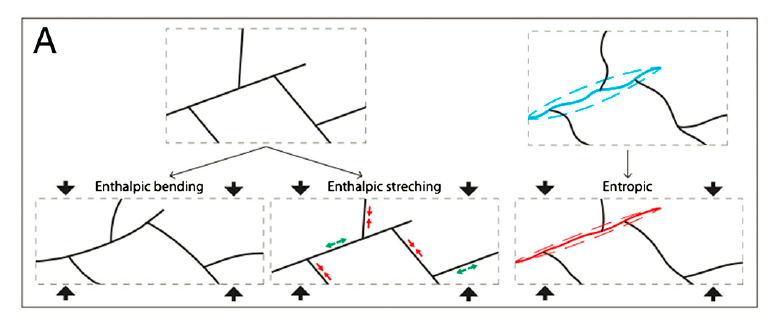 A
Enthalpic bending
Enthalpic streching
Entropic